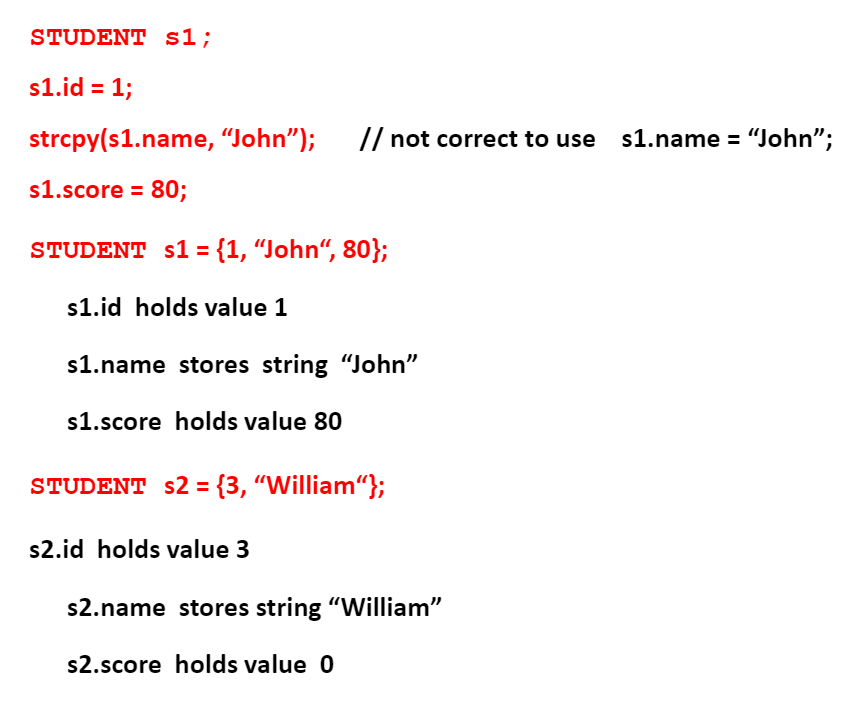 STUDENT s1;
s1.id = 1;
strcpy(s1.name, “John”); // not correct to use s1.name = “John”;
s1.score = 80;
STUDENT s1 = {1, “John“, 80};
s1.id holds value 1
s1.name stores string “John”
s1.score holds value 80
STUDENT s2 = {3, “William“};
s2.id holds value 3
s2.name stores string “William”
s2.score holds value 0